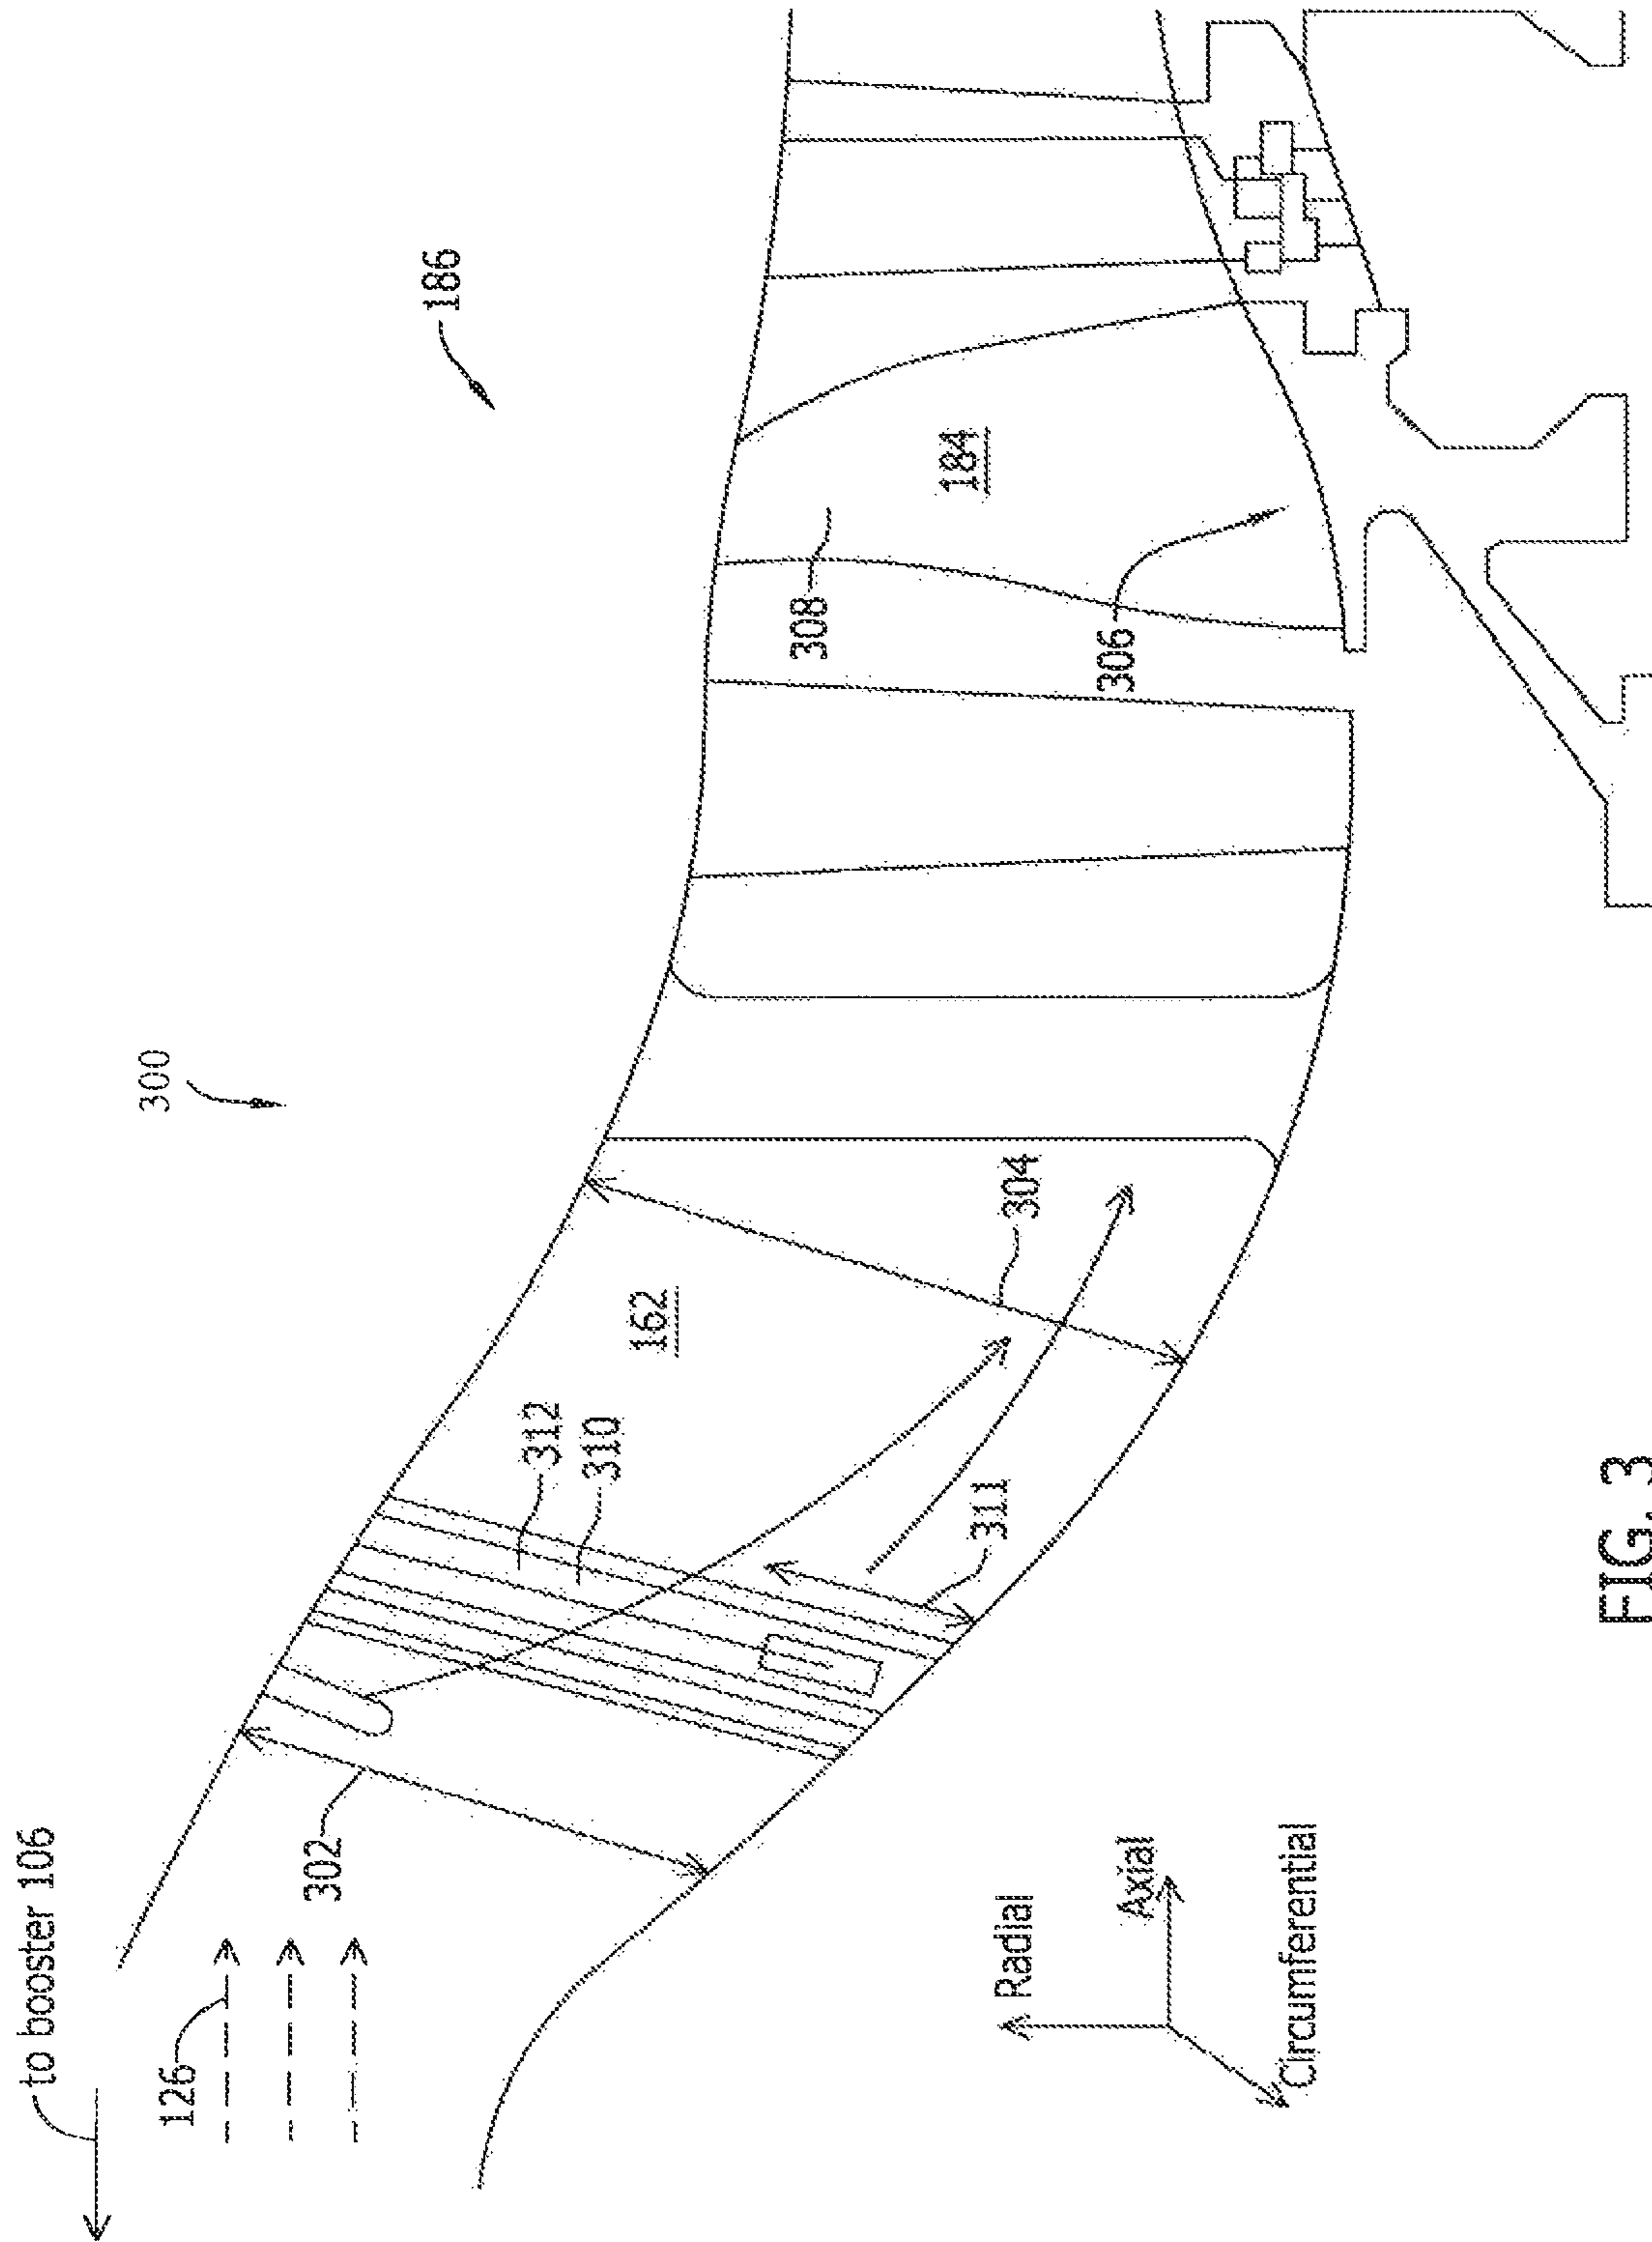 to booster 106
126
302
300
186
312
310
162
311
304
308
184
306
Radial
Axial
Circumferential
FIG. 3